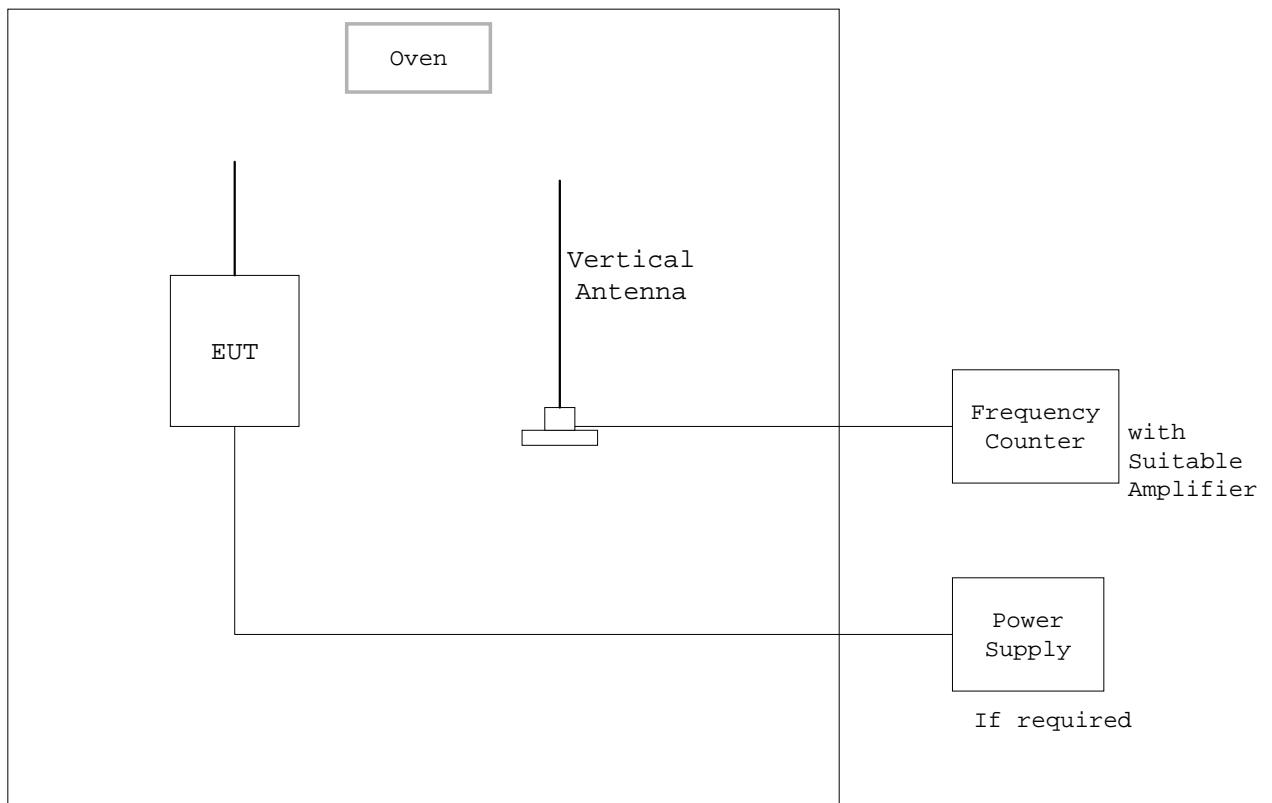 Oven
Vertical
Antenna
EUT
Frequency
Counter
with
Suitable
Amplifier
Power
Supply
If required